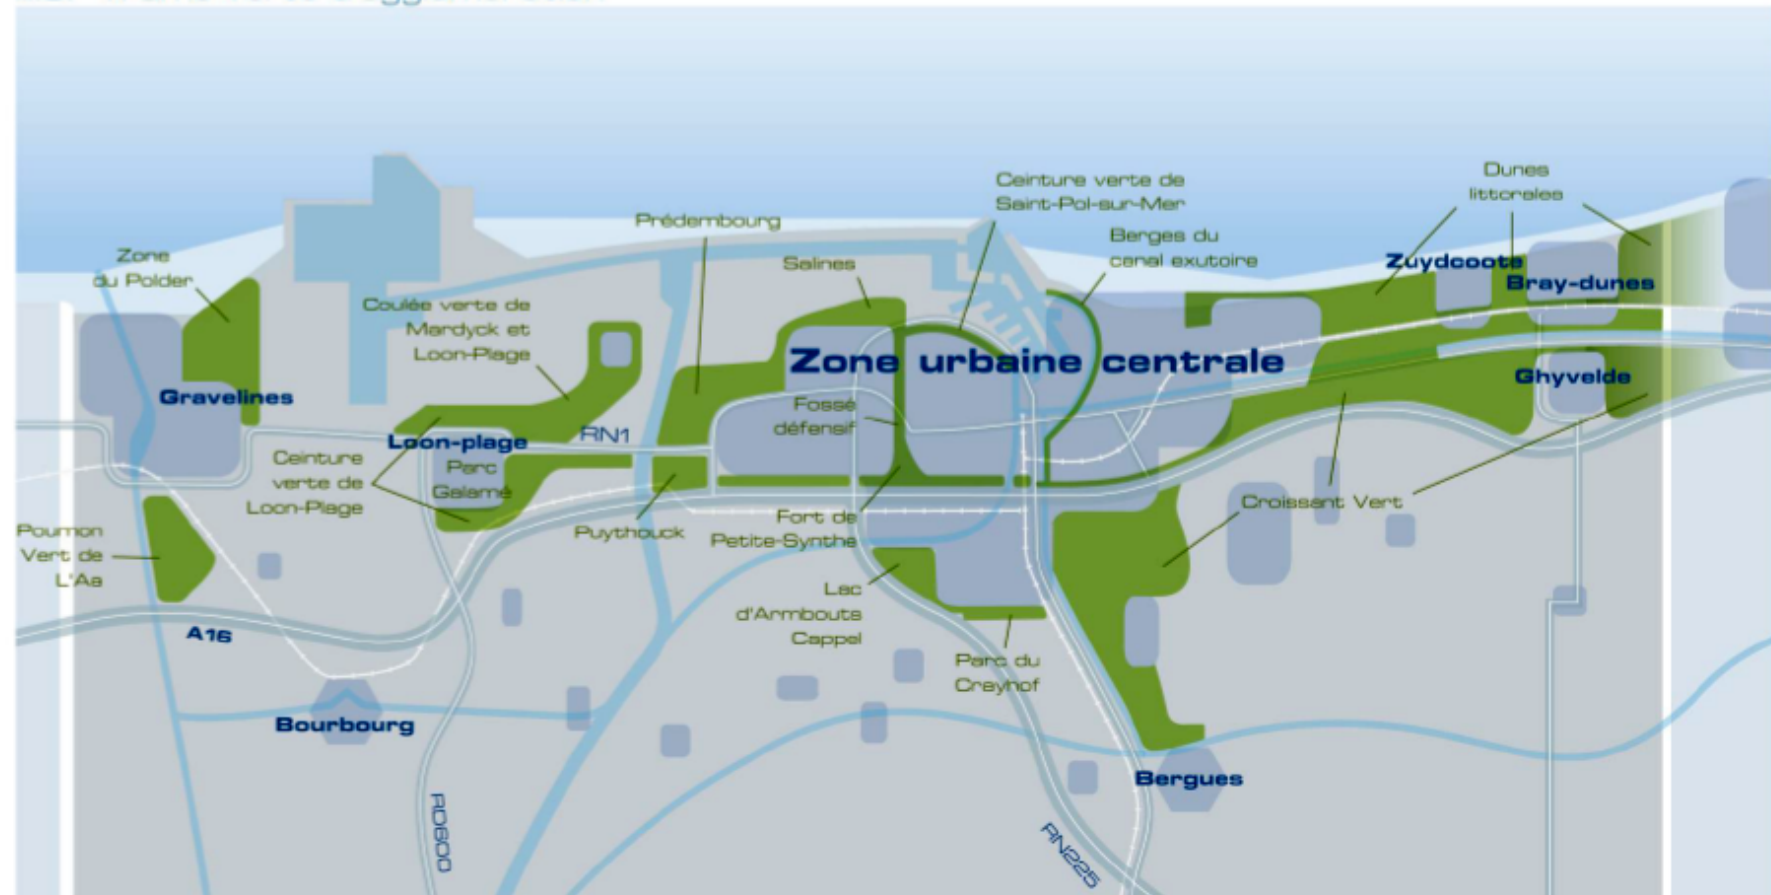 Dunes
littorales
Ceinture verte de
Saint-Pol-sur-Mer
Prédembourg
Berges du
canal exutoire
Zone
du Polder
Salines
Zuydcoote
Bray-dunes
Coulée verte de
Mardyck et
Loon-Plage
Zone urbaine centrale
Ghyvelde
Gravelines
Fossé
défensif
Loon-plage
RN1
Parc
Galamé
Ceinture
verte de
Loon-Plage
Croissant Vert
Puythouck
Fort de
Petite-Synthe
Poumon
Vert de
L'Aa
Lac
d'Armbouts
Cappel
A16
Parc du
Crayhof
Bourbourg
Bergues
RD600
RN225